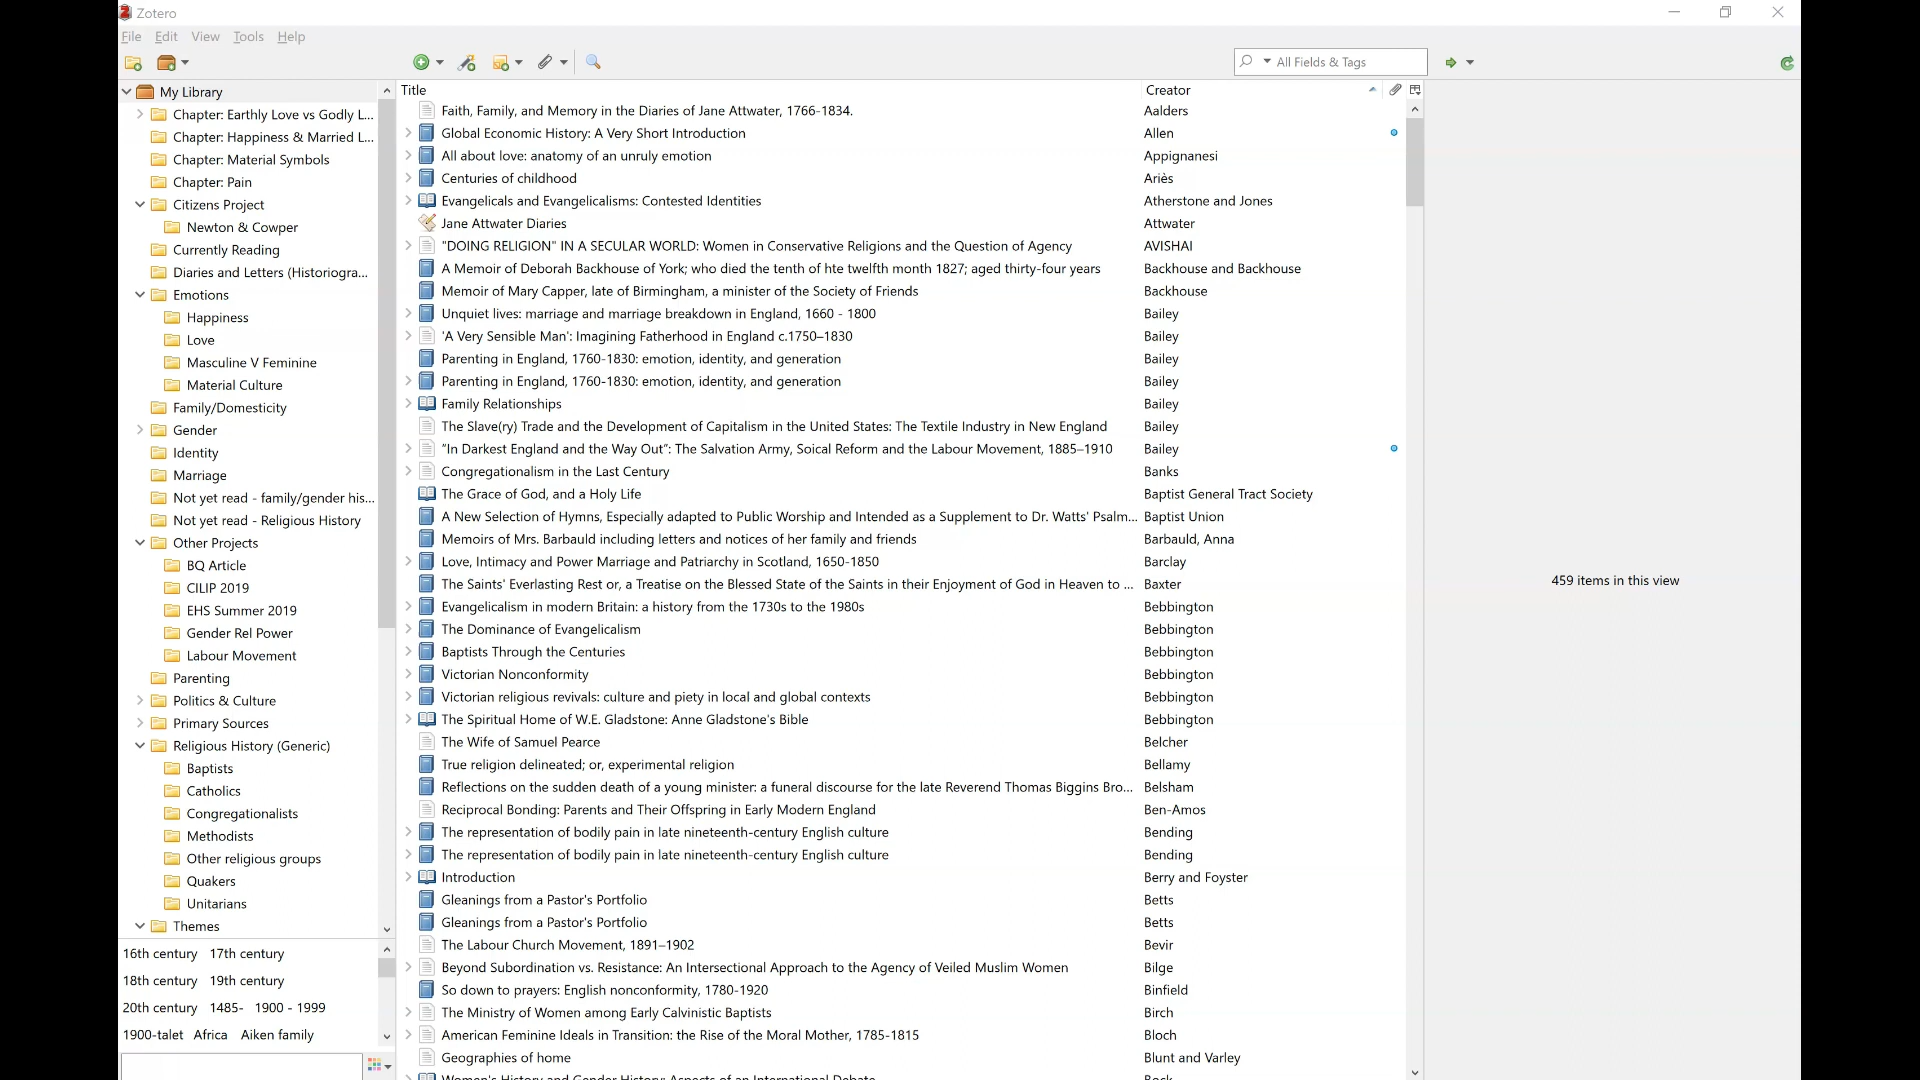 Zotero
File Edit View Tools Help
All Fields & Tags
My Library
Chapter: Earthly Love vs Godly L...
Chapter: Happiness & Married L...
Chapter: Material Symbols
Chapter: Pain
Citizens Project
Newton & Cowper
Currently Reading
Diaries and Letters (Historiogra...
Emotions
Happiness
Love
Masculine V Feminine
Material Culture
Family/Domesticity
Gender
Identity
Marriage
Not yet read - family/gender his...
Not yet read - Religious History
Other Projects
BQ Article
CILIP 2019
EHS Summer 2019
Gender Rel Power
Labour Movement
Parenting
Politics & Culture
Primary Sources
Religious History (Generic)
Baptists
Catholics
Congregationalists
Methodists
Other religious groups
Quakers
Unitarians
Themes
16th century 17th century
18th century 19th century
20th century 1485- 1900 - 1999
1900-talet Africa Aiken family
Title Creator
Faith, Family, and Memory in the Diaries of Jane Attwater, 1766-1834. Aalders
Global Economic History: A Very Short Introduction Allen
All about love: anatomy of an unruly emotion Appignanesi
Centuries of childhood Ariès
Evangelicals and Evangelicalisms: Contested Identities Atherstone and Jones
Jane Attwater Diaries Attwater
"DOING RELIGION" IN A SECULAR WORLD: Women in Conservative Religions and the Question of Agency AVISHAI
A Memoir of Deborah Backhouse of York; who died the tenth of hte twelfth month 1827; aged thirty-four years Backhouse and Backhouse
Memoir of Mary Capper, late of Birmingham, a minister of the Society of Friends Backhouse
Unquiet lives: marriage and marriage breakdown in England, 1660 - 1800 Bailey
'A Very Sensible Man': Imagining Fatherhood in England c.1750–1830 Bailey
Parenting in England, 1760-1830: emotion, identity, and generation Bailey
Parenting in England, 1760-1830: emotion, identity, and generation Bailey
Family Relationships Bailey
The Slave(ry) Trade and the Development of Capitalism in the United States: The Textile Industry in New England Bailey
"In Darkest England and the Way Out": The Salvation Army, Soical Reform and the Labour Movement, 1885–1910 Bailey
Congregationalism in the Last Century Banks
The Grace of God, and a Holy Life Baptist General Tract Society
A New Selection of Hymns, Especially adapted to Public Worship and Intended as a Supplement to Dr. Watts' Psalm... Baptist Union
Memoirs of Mrs. Barbauld including letters and notices of her family and friends Barbauld, Anna
Love, Intimacy and Power Marriage and Patriarchy in Scotland, 1650-1850 Barclay
The Saints' Everlasting Rest or, a Treatise on the Blessed State of the Saints in their Enjoyment of God in Heaven to ... Baxter
Evangelicalism in modern Britain: a history from the 1730s to the 1980s Bebbington
The Dominance of Evangelicalism Bebbington
Baptists Through the Centuries Bebbington
Victorian Nonconformity Bebbington
Victorian religious revivals: culture and piety in local and global contexts Bebbington
The Spiritual Home of W.E. Gladstone: Anne Gladstone's Bible Bebbington
The Wife of Samuel Pearce Belcher
True religion delineated; or, experimental religion Bellamy
Reflections on the sudden death of a young minister: a funeral discourse for the late Reverend Thomas Biggins Bro... Belsham
Reciprocal Bonding: Parents and Their Offspring in Early Modern England Ben-Amos
The representation of bodily pain in late nineteenth-century English culture Bending
The representation of bodily pain in late nineteenth-century English culture Bending
Introduction Berry and Foyster
Gleanings from a Pastor's Portfolio Betts
Gleanings from a Pastor's Portfolio Betts
The Labour Church Movement, 1891–1902 Bevir
Beyond Subordination vs. Resistance: An Intersectional Approach to the Agency of Veiled Muslim Women Bilge
So down to prayers: English nonconformity, 1780-1920 Binfield
The Ministry of Women among Early Calvinistic Baptists Birch
American Feminine Ideals in Transition: the Rise of the Moral Mother, 1785-1815 Bloch
Geographies of home Blunt and Varley
Women's History and Gender History: Aspects of an International Debate Bock
459 items in this view